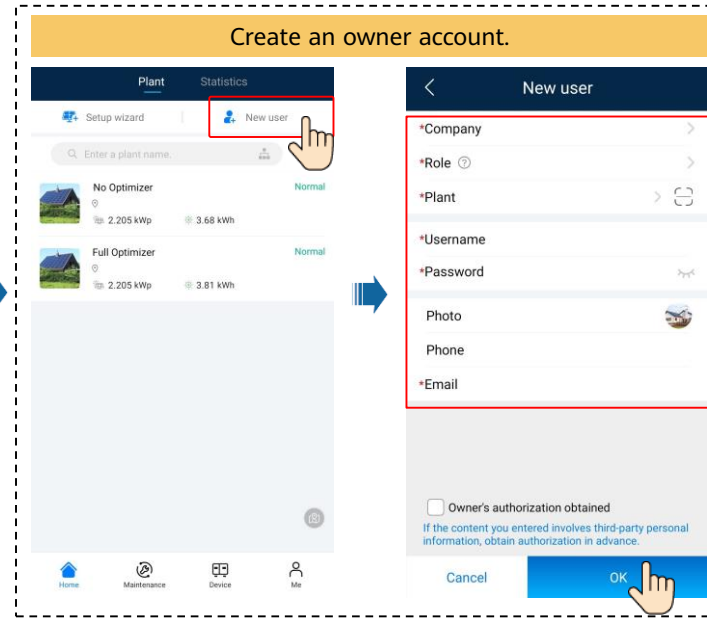 Create an owner account.
Plant Statistics
Setup wizard New user
Enter a plant name.
No Optimizer Normal
2.205 kWp 3.68 kWh
Full Optimizer Normal
2.205 kWp 3.81 kWh
Home Maintenance Device Me
New user
*Company
*Role
*Plant
*Username
*Password
Photo
Phone
*Email
Owner's authorization obtained
If the content you entered involves third-party personal
information, obtain authorization in advance.
Cancel OK